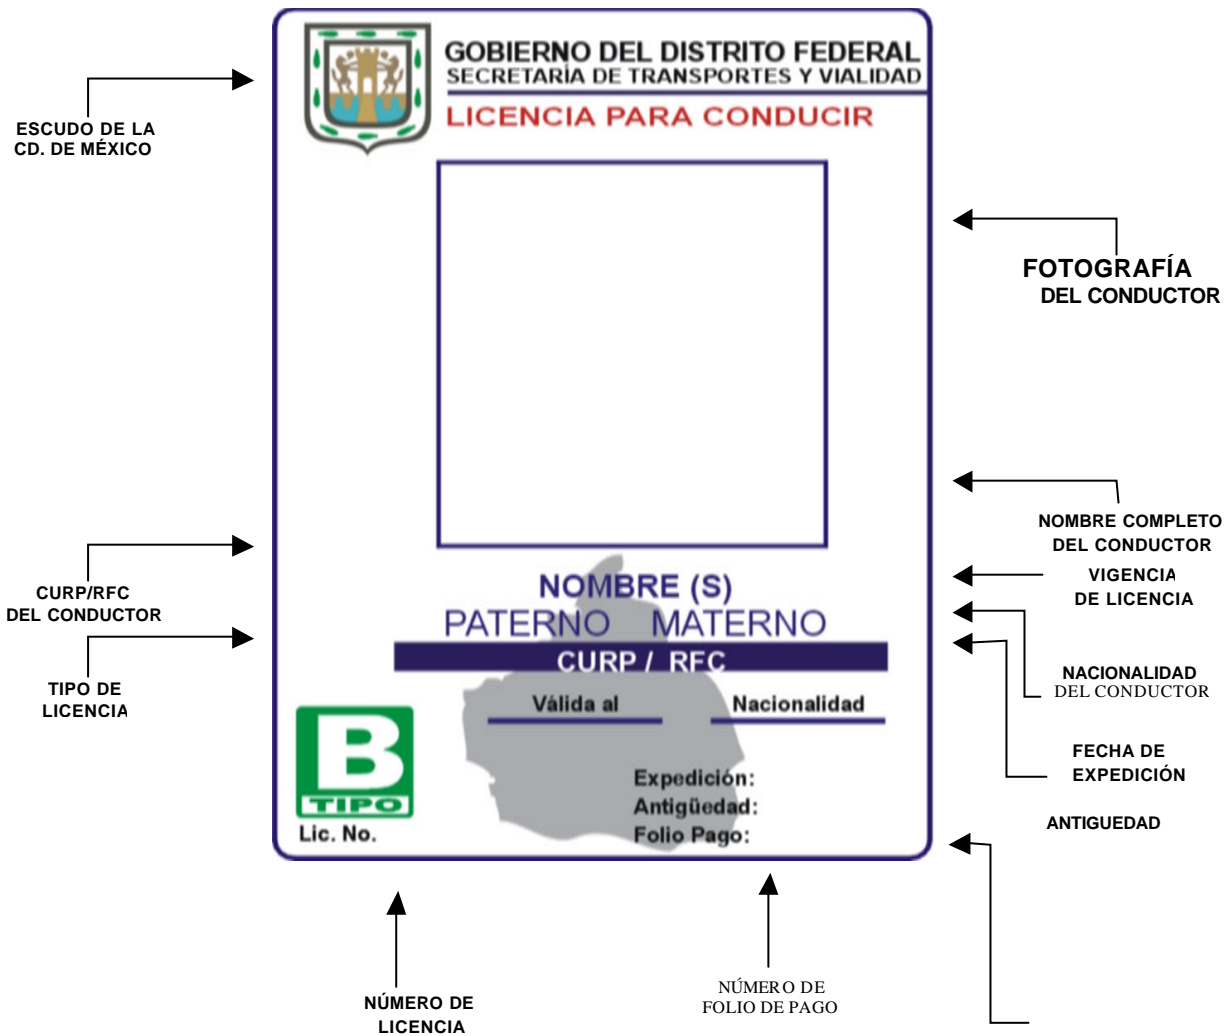 GOBIERNO DEL DISTRITO FEDERAL
SECRETARÍA DE TRANSPORTES Y VIALIDAD
LICENCIA PARA CONDUCIR
ESCUDO DE LA
CD. DE MÉXICO
FOTOGRAFÍA
DEL CONDUCTOR
NOMBRE COMPLETO
DEL CONDUCTOR
VIGENCIA
DE LICENCIA
CURP/RFC
DEL CONDUCTOR
NOMBRE (S)
PATERNO MATERNO
CURP / RFC
TIPO DE
LICENCIA
NACIONALIDAD
DEL CONDUCTOR
Válida al
Nacionalidad
B
TIPO
Lic. No.
Expedición:
Antigüedad:
Folio Pago:
FECHA DE
EXPEDICIÓN
ANTIGUEDAD
NÚMERO DE
LICENCIA
NÚMERO DE
FOLIO DE PAGO